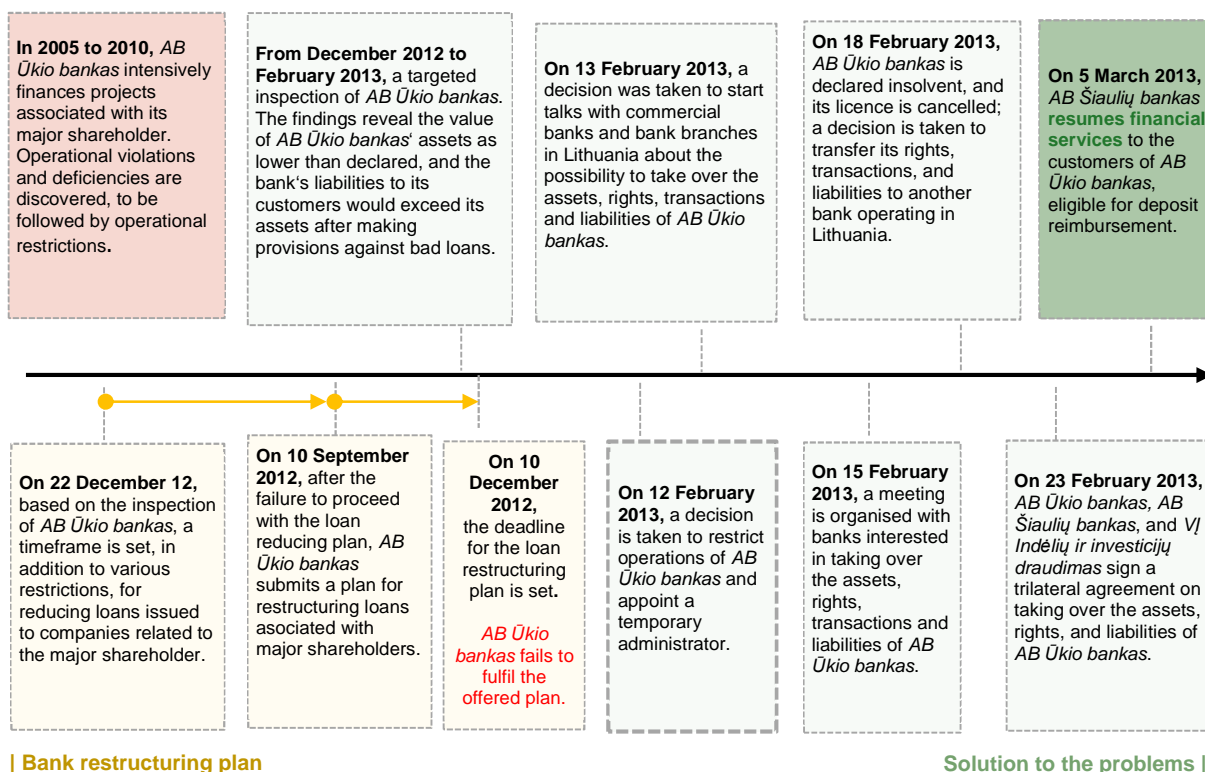 In 2005 to 2010, AB
Ūkio bankas intensively
finances projects
associated with its
major shareholder.
Operational violations
and deficiencies are
discovered, to be
followed by operational
restrictions.
From December 2012 to
February 2013, a targeted
inspection of AB Ūkio bankas.
The findings reveal the value
of AB Ūkio bankas‘ assets as
lower than declared, and the
bank‘s liabilities to its
customers would exceed its
assets after making
provisions against bad loans.
On 13 February 2013, a
decision was taken to start
talks with commercial
banks and bank branches
in Lithuania about the
possibility to take over the
assets, rights, transactions
and liabilities of AB Ūkio
bankas.
On 18 February 2013,
AB Ūkio bankas is
declared insolvent, and
its licence is cancelled;
a decision is taken to
transfer its rights,
transactions, and
liabilities to another
bank operating in
Lithuania.
On 5 March 2013,
AB Šiaulių bankas
resumes financial
services to the
customers of AB
Ūkio bankas,
eligible for deposit
reimbursement.
On 22 December 12,
based on the inspection
of AB Ūkio bankas, a
timeframe is set, in
addition to various
restrictions, for
reducing loans issued
to companies related to
the major shareholder.
On 10 September
2012, after the
failure to proceed
with the loan
reducing plan, AB
Ūkio bankas
submits a plan for
restructuring loans
asociated with
major shareholders.
On 10
December
2012,
the deadline
for the loan
restructuring
plan is set.
AB Ūkio
bankas fails to
fulfil the
offered plan.
On 12 February
2013, a decision
is taken to restrict
operations of AB
Ūkio bankas and
appoint a
temporary
administrator.
On 15 February
2013, a meeting
is organised with
banks interested
in taking over
the assets,
rights,
transactions and
liabilities of AB
Ūkio bankas.
On 23 February 2013,
AB Ūkio bankas, AB
Šiaulių bankas, and VĮ
Indėlių ir investicijų
draudimas sign a
trilateral agreement on
taking over the assets,
rights, and liabilities of
AB Ūkio bankas.
| Bank restructuring plan
Solution to the problems |